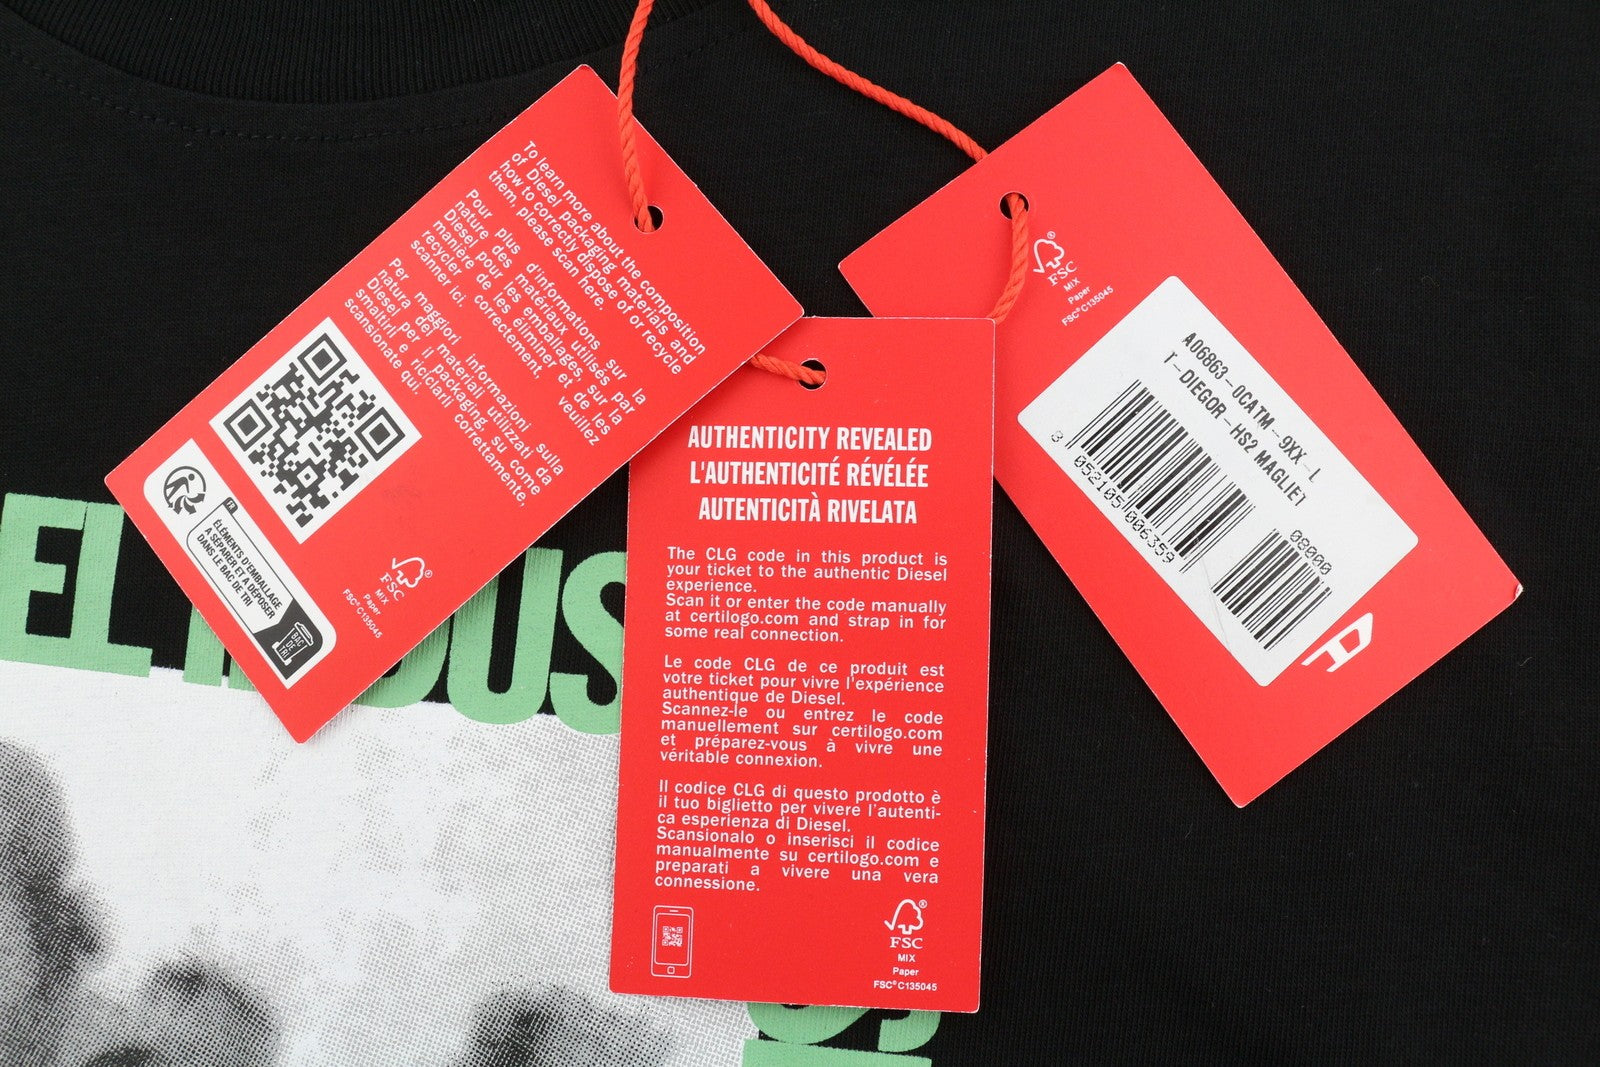 To learn more about the composition
of Diesel packaging materials and
how to correctly dispose of or recycle
them, please scan here.
Pour plus d'informations sur la
nature des matériaux utilisés par
Diesel pour les emballages, sur la
manière de les éliminer et de les
recycler correctement, veuillez
scanner ici.
Per maggiori informazioni sulla
natura dei materiali utilizzati da
Diesel per il packaging, su come
smaltirli e riciclarli correttamente,
scansionate qui.
FR
ÉLÉMENTS D'EMBALLAGE
À SÉPARER ET À DÉPOSER
DANS LE BAC DE TRI
BAC
DE
TRI
FSC
MIX
Paper
FSC® C135045
AUTHENTICITY REVEALED
L'AUTHENTICITÉ RÉVÉLÉE
AUTENTICITÀ RIVELATA
The CLG code in this product is
your ticket to the authentic Diesel
experience.
Scan it or enter the code manually
at certilogo.com and strap in for
some real connection.
Le code CLG de ce produit est
votre ticket pour vivre l'expérience
authentique de Diesel.
Scannez-le ou entrez le code
manuellement sur certilogo.com
et préparez-vous à vivre une
véritable connexion.
Il codice CLG di questo prodotto è
il tuo biglietto per vivere l'autenti-
ca esperienza di Diesel.
Scansionalo o inserisci il codice
manualmente su certilogo.com e
preparati a vivere una vera
connessione.
FSC
MIX
Paper
FSC® C135045
FSC
MIX
Paper
FSC® C135045
A06863-0CATM-9XX-L
T-DIEGOR-HS2 MAGLIET
8 052105 006359
08000
D